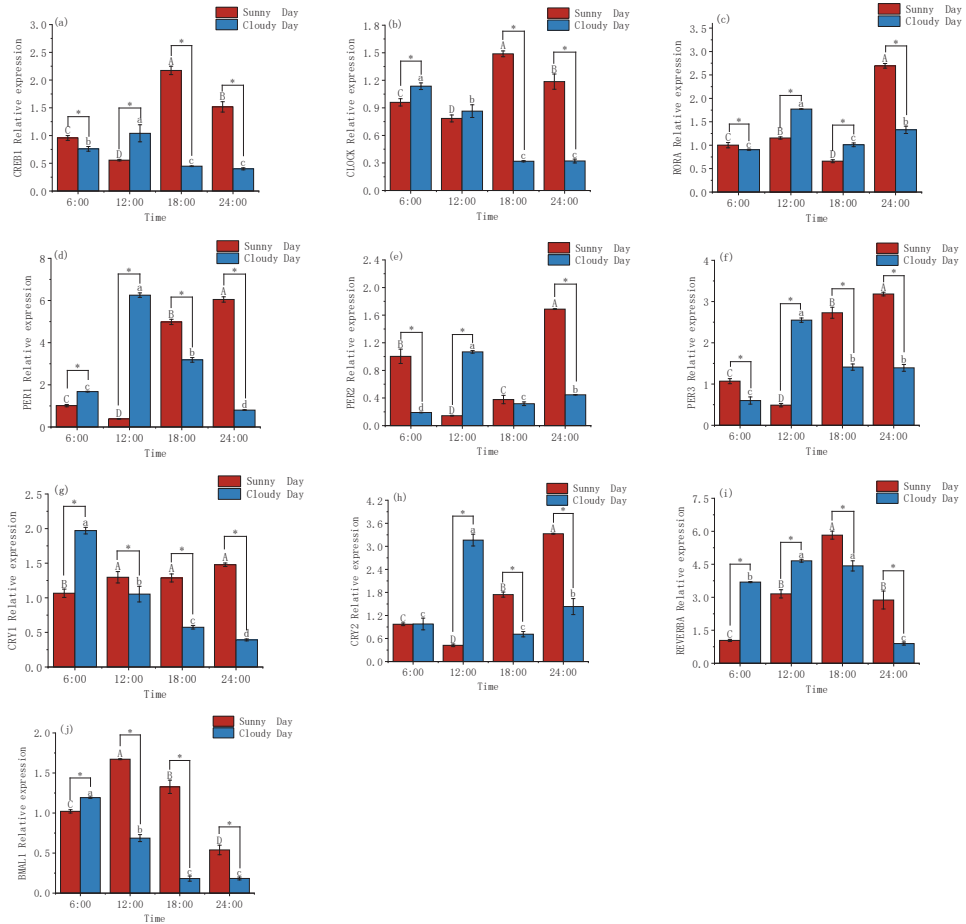 (a)
Sunny Day
Cloudy Day
CREB1 Relative expression
3.0
2.5
2.0
1.5
1.0
0.5
0.0
C
b
*
D
a
*
A
c
*
B
c
*
6:00 12:00 18:00 24:00
Time
(b)
Sunny Day
Cloudy Day
CLOCK Relative expression
1.8
1.5
1.2
0.9
0.6
0.3
0.0
C
a
*
D
b
A
c
*
B
c
*
6:00 12:00 18:00 24:00
Time
(c)
Sunny Day
Cloudy Day
RORA Relative expression
3.5
3.0
2.5
2.0
1.5
1.0
0.5
0.0
C
c
*
B
a
*
D
c
*
A
b
*
6:00 12:00 18:00 24:00
Time
(d)
Sunny Day
Cloudy Day
PER1 Relative expression
8
6
4
2
0
C
c
*
D
a
*
B
b
*
A
d
*
6:00 12:00 18:00 24:00
Time
(e)
Sunny Day
Cloudy Day
PER2 Relative expression
2.4
2.0
1.6
1.2
0.8
0.4
0.0
B
d
*
D
a
*
C
c
A
b
*
6:00 12:00 18:00 24:00
Time
(f)
Sunny Day
Cloudy Day
PER3 Relative expression
4
3
2
1
0
C
c
*
D
a
*
B
b
*
A
b
*
6:00 12:00 18:00 24:00
Time
(g)
Sunny Day
Cloudy Day
CRY1 Relative expression
2.5
2.0
1.5
1.0
0.5
0.0
B
a
*
A
b
*
A
c
*
A
d
*
6:00 12:00 18:00 24:00
Time
(h)
Sunny Day
Cloudy Day
CRY2 Relative expression
4.2
3.6
3.0
2.4
1.8
1.2
0.6
0.0
C
c
D
a
*
B
c
*
A
b
*
6:00 12:00 18:00 24:00
Time
(i)
Sunny Day
Cloudy Day
REVERBA Relative expression
7.5
6.0
4.5
3.0
1.5
0.0
C
b
*
B
a
*
A
a
*
B
c
*
6:00 12:00 18:00 24:00
Time
(j)
Sunny Day
Cloudy Day
BMAL1 Relative expression
2.0
1.5
1.0
0.5
0.0
C
a
*
A
b
*
B
c
*
D
c
*
6:00 12:00 18:00 24:00
Time